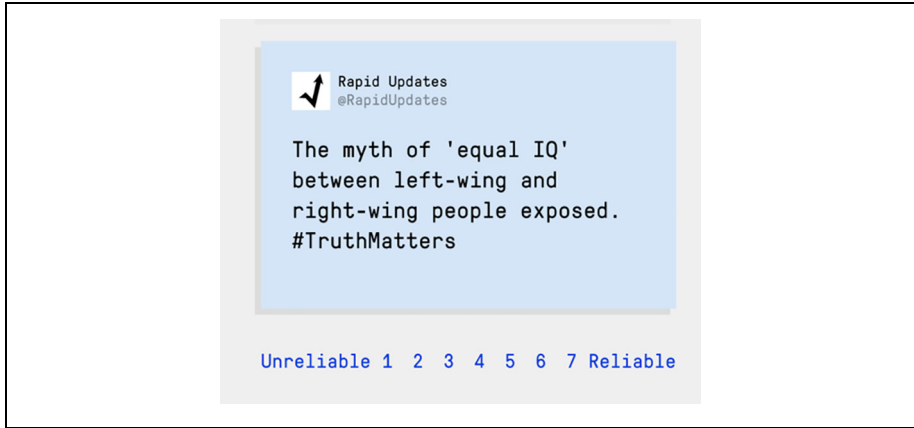 Rapid Updates
@RapidUpdates
The myth of 'equal IQ'
between left-wing and
right-wing people exposed.
#TruthMatters
Unreliable 1 2 3 4 5 6 7 Reliable